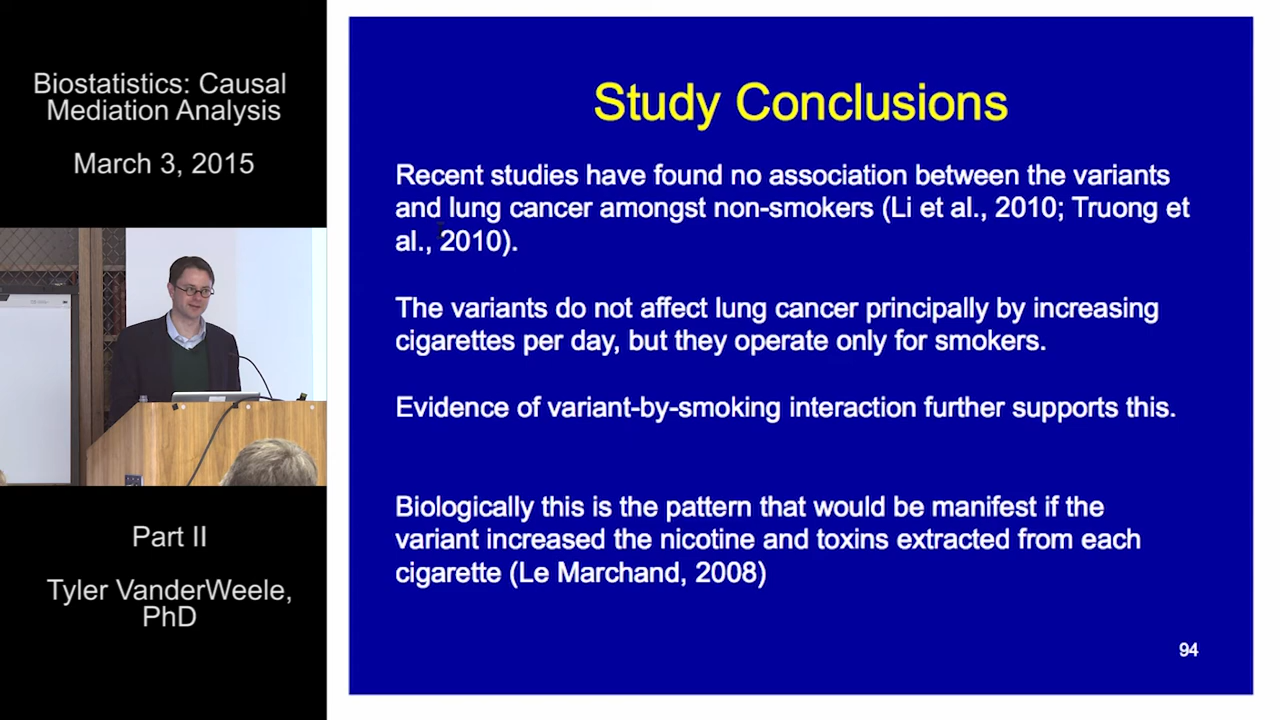 Biostatistics: Causal
Mediation Analysis
March 3, 2015
Part II
Tyler VanderWeele,
PhD
Study Conclusions
Recent studies have found no association between the variants
and lung cancer amongst non-smokers (Li et al., 2010; Truong et
al., 2010).
The variants do not affect lung cancer principally by increasing
cigarettes per day, but they operate only for smokers.
Evidence of variant-by-smoking interaction further supports this.
Biologically this is the pattern that would be manifest if the
variant increased the nicotine and toxins extracted from each
cigarette (Le Marchand, 2008)
94